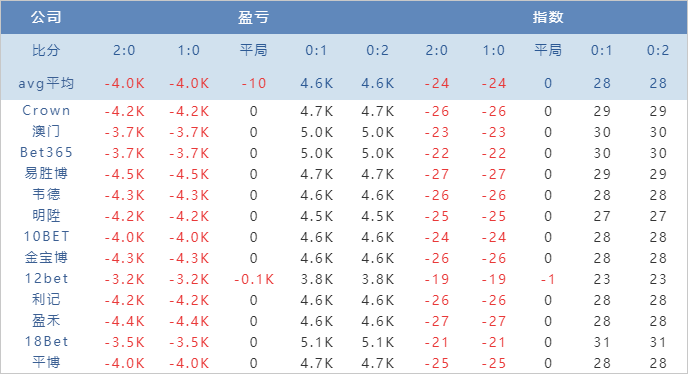 公司 盈亏 指数
比分 2:0 1:0 平局 0:1 0:2 2:0 1:0 平局 0:1 0:2
avg平均 -4.0K -4.0K -10 4.6K 4.6K -24 -24 0 28 28
Crown -4.2K -4.2K 0 4.7K 4.7K -26 -26 0 29 29
澳门 -3.7K -3.7K 0 5.0K 5.0K -23 -23 0 30 30
Bet365 -3.7K -3.7K 0 5.0K 5.0K -22 -22 0 30 30
易胜博 -4.5K -4.5K 0 4.7K 4.7K -27 -27 0 29 29
韦德 -4.3K -4.3K 0 4.6K 4.6K -26 -26 0 28 28
明陞 -4.2K -4.2K 0 4.5K 4.5K -25 -25 0 27 27
10BET -4.0K -4.0K 0 4.6K 4.6K -24 -24 0 28 28
金宝博 -4.3K -4.3K 0 4.6K 4.6K -26 -26 0 28 28
12bet -3.2K -3.2K -0.1K 3.8K 3.8K -19 -19 -1 23 23
利记 -4.2K -4.2K 0 4.6K 4.6K -26 -26 0 28 28
盈禾 -4.4K -4.4K 0 4.6K 4.6K -27 -27 0 28 28
18Bet -3.5K -3.5K 0 5.1K 5.1K -21 -21 0 31 31
平博 -4.0K -4.0K 0 4.7K 4.7K -25 -25 0 28 28